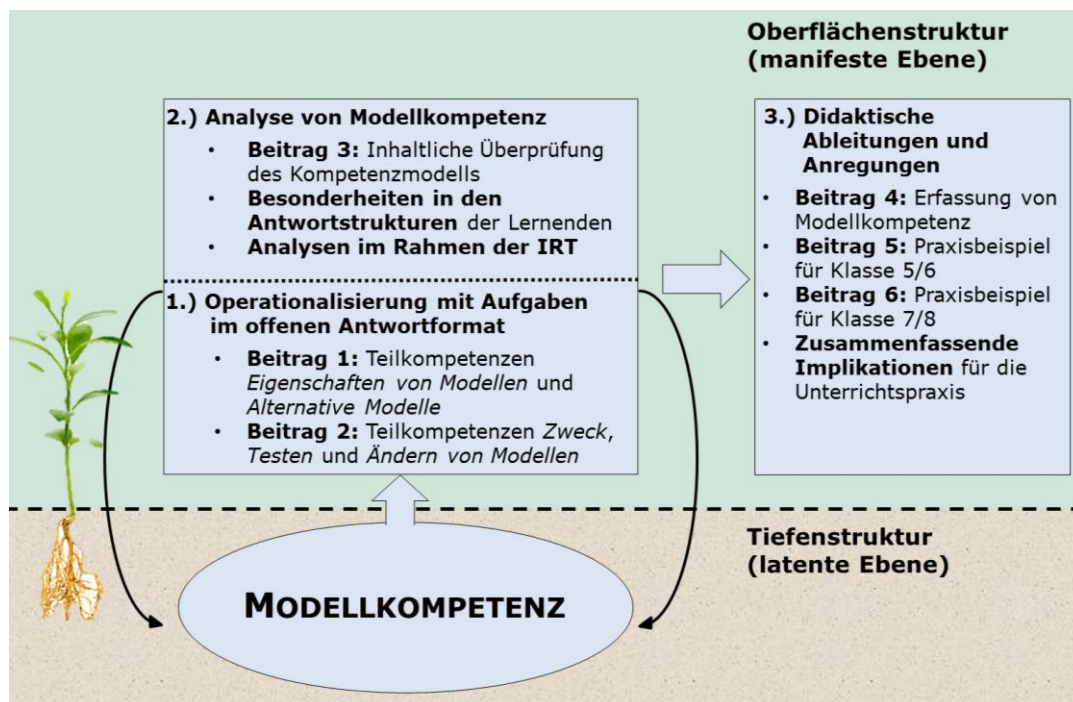 Oberflächenstruktur
(manifeste Ebene)
2.) Analyse von Modellkompetenz
• Beitrag 3: Inhaltliche Überprüfung
des Kompetenzmodells
• Besonderheiten in den
Antwortstrukturen der Lernenden
• Analysen im Rahmen der IRT
1.) Operationalisierung mit Aufgaben
im offenen Antwortformat
• Beitrag 1: Teilkompetenzen
Eigenschaften von Modellen und
Alternative Modelle
• Beitrag 2: Teilkompetenzen Zweck,
Testen und Ändern von Modellen
3.) Didaktische
Ableitungen und
Anregungen
• Beitrag 4: Erfassung von
Modellkompetenz
• Beitrag 5: Praxisbeispiel
für Klasse 5/6
• Beitrag 6: Praxisbeispiel
für Klasse 7/8
• Zusammenfassende
Implikationen für die
Unterrichtspraxis
Tiefenstruktur
(latente Ebene)
MODELLKOMPETENZ